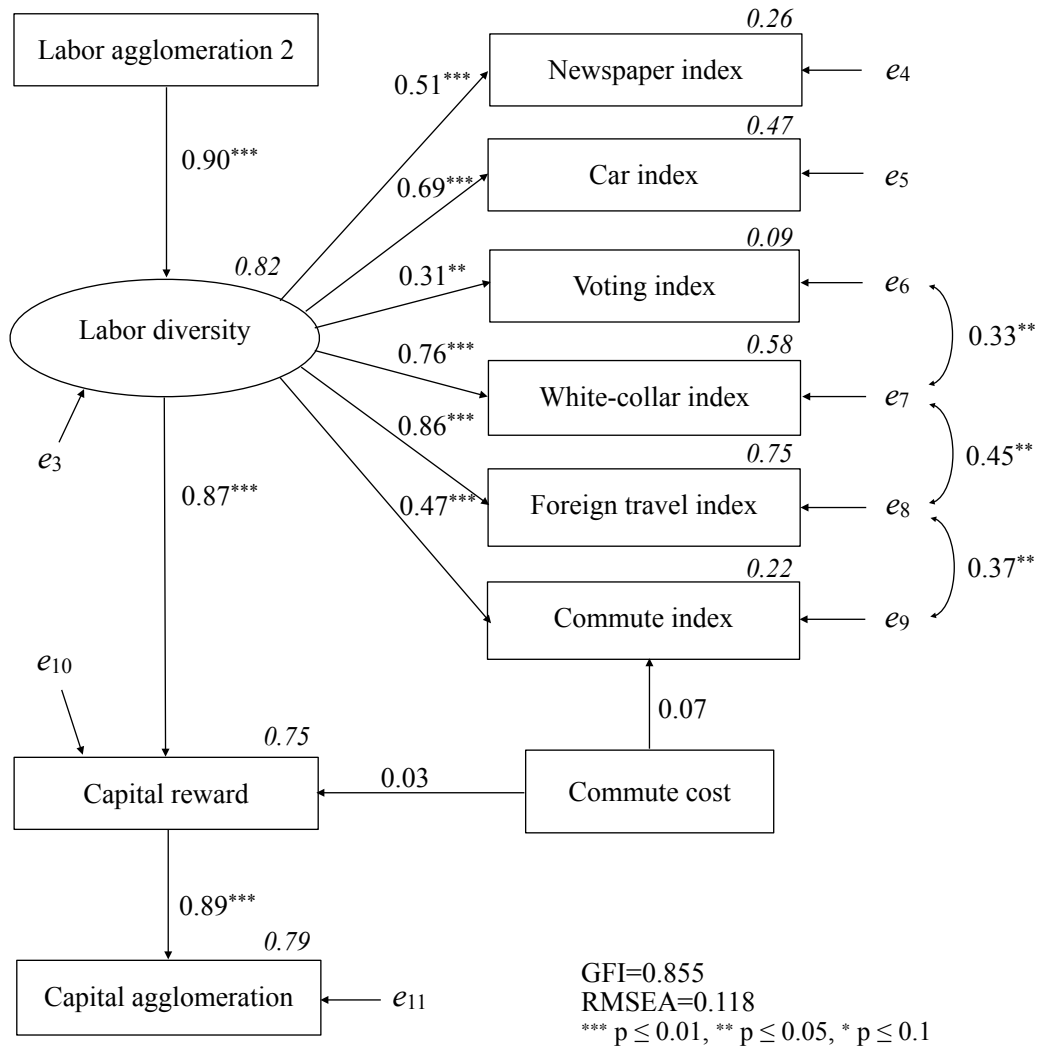 Labor agglomeration 2
0.26
Newspaper index
e4
0.51***
0.47
0.90***
0.69***
Car index
e5
0.09
0.82
0.31**
Voting index
e6
Labor diversity
0.33**
0.58
0.76***
White-collar index
e7
0.86***
0.75
0.45**
e3
0.87***
0.47***
Foreign travel index
e8
0.22
0.37**
Commute index
e9
e10
0.07
0.75
Capital reward
0.03
Commute cost
0.89***
0.79
Capital agglomeration
e11
GFI=0.855
RMSEA=0.118
*** p ≤ 0.01, ** p ≤ 0.05, * p ≤ 0.1